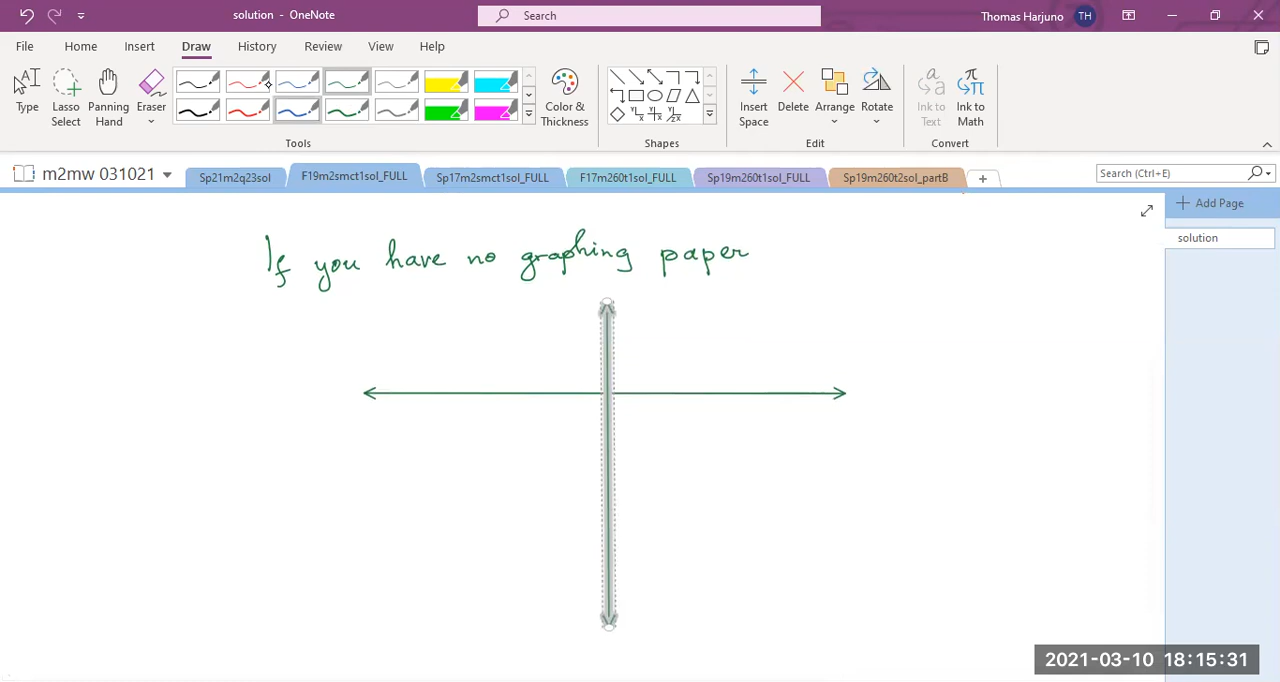 solution - OneNote
Search
Thomas Harjuno
TH
File Home Insert Draw History Review View Help
Type
Lasso Select
Panning Hand
Eraser
Color & Thickness
Insert Space
Delete
Arrange
Rotate
Ink to Text
Ink to Math
Tools
Shapes
Edit
Convert
m2mw 031021
Sp21m2q23sol
F19m2smct1sol_FULL
Sp17m2smct1sol_FULL
F17m260t1sol_FULL
Sp19m260t1sol_FULL
Sp19m260t2sol_partB
Search (Ctrl+E)
Add Page
solution
If you have no graphing paper
2021-03-10 18:15:31